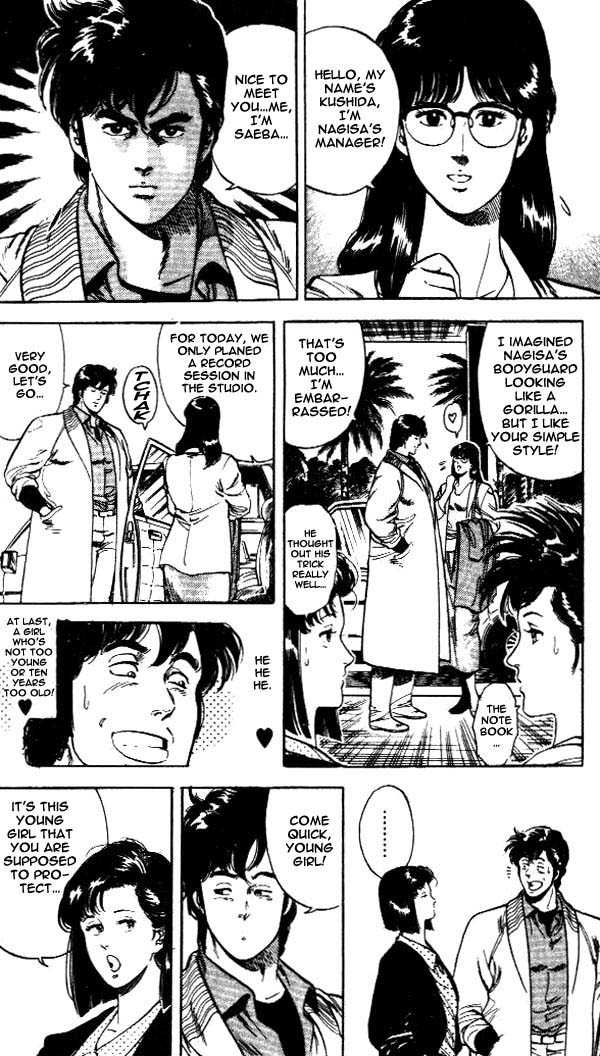 HELLO, MY
NAME'S
KUSHIDA,
I'M
NAGISA'S
MANAGER!
NICE TO
MEET
YOU...ME,
I'M
SAEBA...
I IMAGINED
NAGISA'S
BODYGUARD
LOOKING
LIKE A
GORILLA...
BUT I LIKE
YOUR SIMPLE
STYLE!
THAT'S
TOO
MUCH...
I'M
EMBAR-
RASSED!
HE
THOUGHT
OUT HIS
TRICK
REALLY
WELL...
THE
NOTE
BOOK
...
FOR TODAY, WE
ONLY PLANED
A RECORD
SESSION IN
THE STUDIO.
TCHAK
VERY
GOOD,
LET'S
GO...
HE
HE
HE.
AT LAST,
A GIRL
WHO'S
NOT TOO
YOUNG
OR TEN
YEARS
TOO OLD!
........
COME
QUICK,
YOUNG
GIRL!
IT'S THIS
YOUNG
GIRL THAT
YOU ARE
SUPPOSED
TO PRO-
TECT...